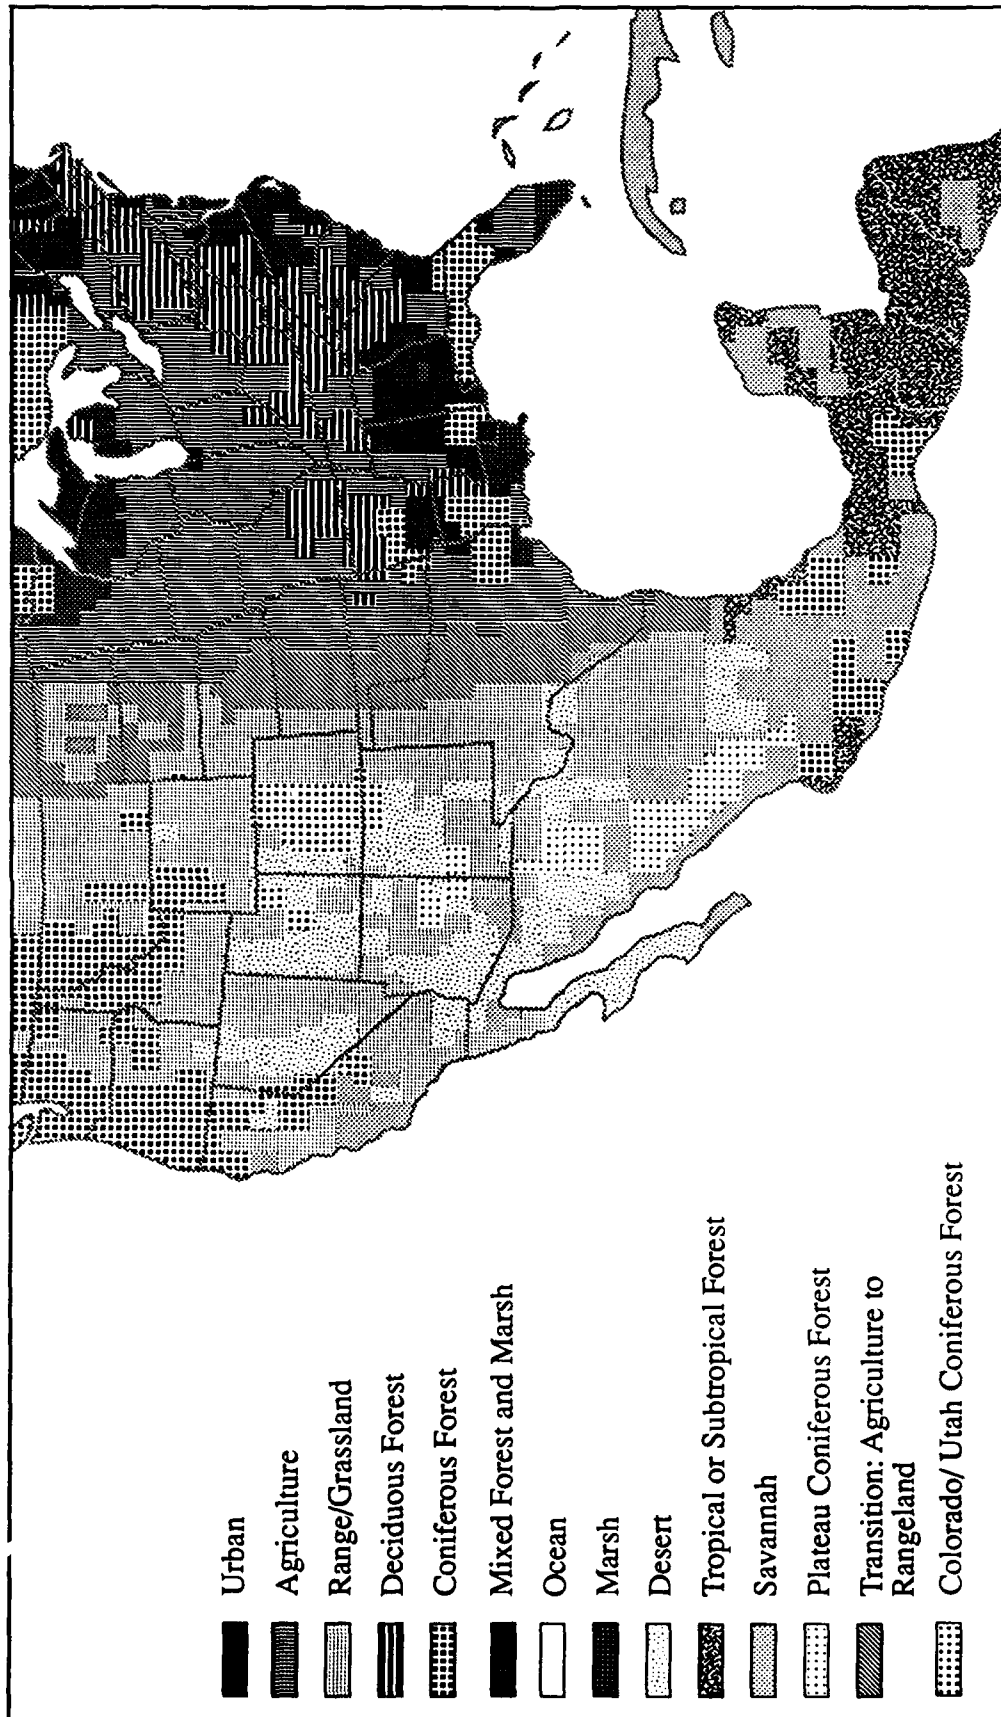 Urban
Agriculture
Range/Grassland
Deciduous Forest
Coniferous Forest
Mixed Forest and Marsh
Ocean
Marsh
Desert
Tropical or Subtropical Forest
Savannah
Plateau Coniferous Forest
Transition: Agriculture to
Rangeland
Colorado/ Utah Coniferous Forest